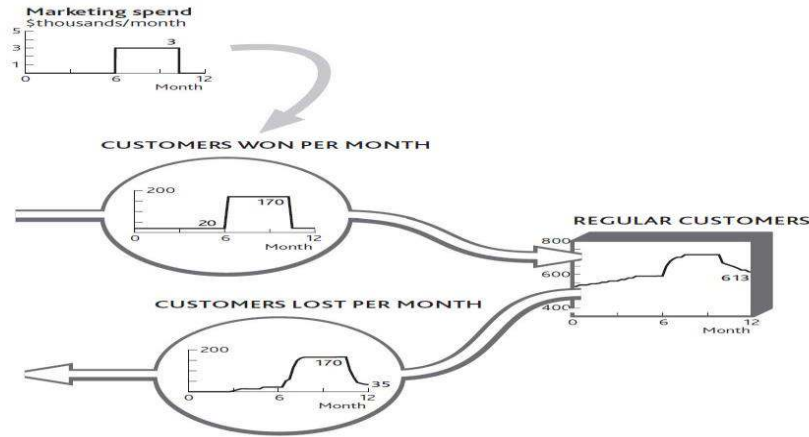 Marketing spend
$thousands/month
5
3
1
3
0 6 12
Month
CUSTOMERS WON PER MONTH
200
20
170
6 12
Month
REGULAR CUSTOMERS
800
600
400
613
0 6 12
Month
CUSTOMERS LOST PER MONTH
200
170
35
0 6 12
Month